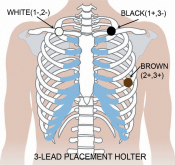 WHITE(1-,2-)
BLACK(1+,3-)
BROWN
(2+,3+)
3-LEAD PLACEMENT HOLTER